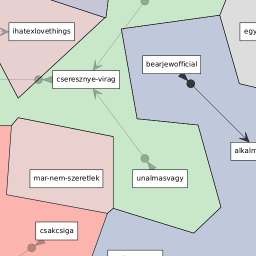 ihatexlovethings
egy
bearjewofficial
cseresznye-virag
alkalm
mar-nem-szeretlek
unalmasvagy
csakcsiga